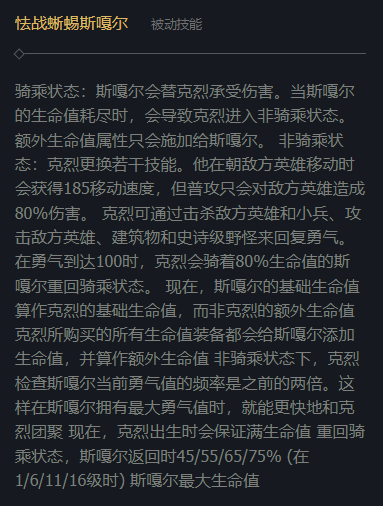 怯战蜥蜴斯嘎尔 被动技能
骑乘状态：斯嘎尔会替克烈承受伤害。当斯嘎尔
的生命值耗尽时，会导致克烈进入非骑乘状态。
额外生命值属性只会施加给斯嘎尔。 非骑乘状
态：克烈更换若干技能。他在朝敌方英雄移动时
会获得185移动速度，但普攻只会对敌方英雄造成
80%伤害。 克烈可通过击杀敌方英雄和小兵、攻
击敌方英雄、建筑物和史诗级野怪来回复勇气。
在勇气到达100时，克烈会骑着80%生命值的斯
嘎尔重回骑乘状态。 现在，斯嘎尔的基础生命值
算作克烈的基础生命值，而非克烈的额外生命值
克烈所购买的所有生命值装备都会给斯嘎尔添加
生命值，并算作额外生命值 非骑乘状态下，克烈
检查斯嘎尔当前勇气值的频率是之前的两倍。这
样在斯嘎尔拥有最大勇气值时，就能更快地和克
烈团聚 现在，克烈出生时会保证满生命值 重回骑
乘状态，斯嘎尔返回时45/55/65/75% (在
1/6/11/16级时) 斯嘎尔最大生命值